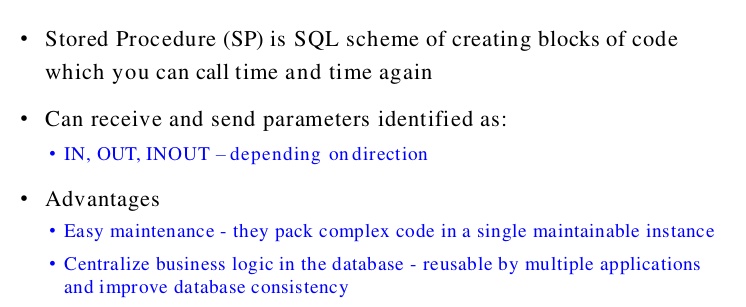 • Stored Procedure (SP) is SQL scheme of creating blocks of code
which you can call time and time again
• Can receive and send parameters identified as:
• IN, OUT, INOUT – depending on direction
• Advantages
• Easy maintenance - they pack complex code in a single maintainable instance
• Centralize business logic in the database - reusable by multiple applications
and improve database consistency